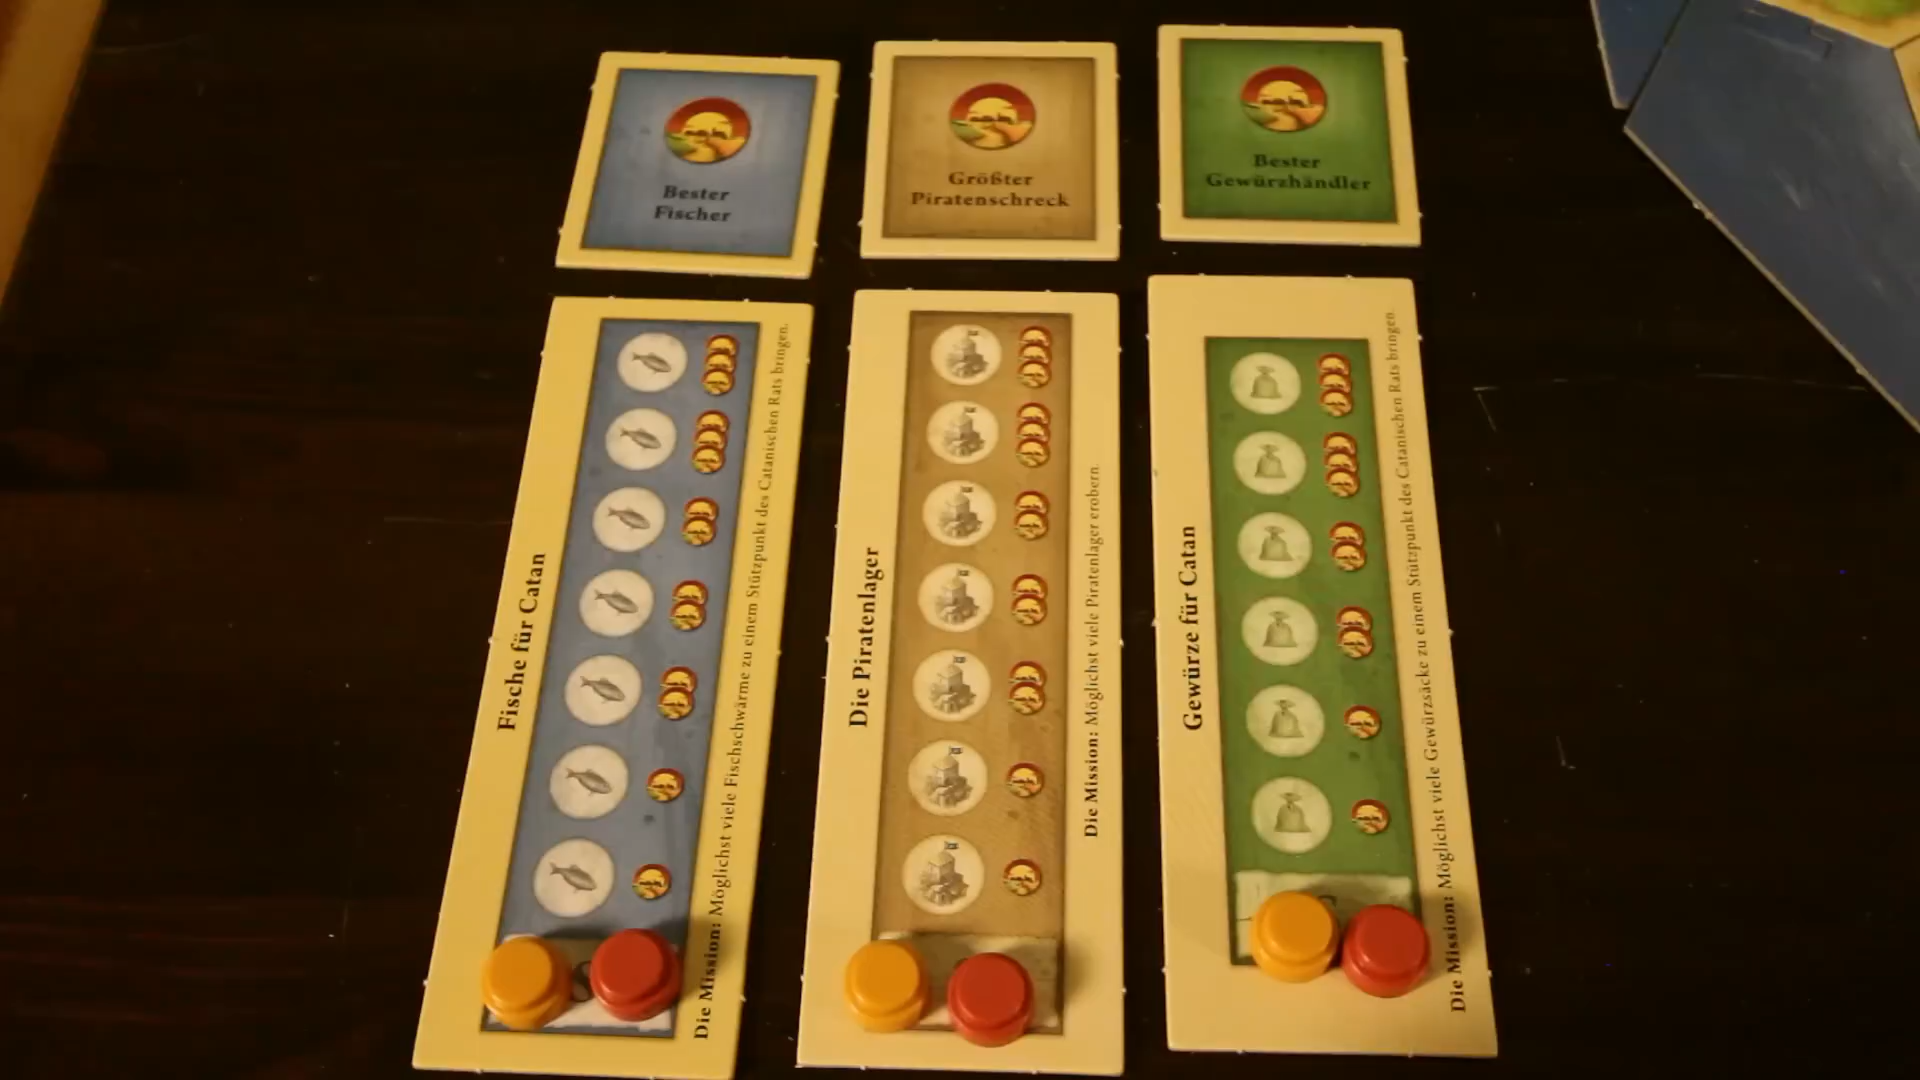 Bester
Fischer
Größter
Piratenschreck
Bester
Gewürzhändler
Fische für Catan
Die Mission: Möglichst viele Fischschwärme zu einem Stützpunkt des Catanischen Rats bringen.
Die Piratenlager
Die Mission: Möglichst viele Piratenlager erobern.
Gewürze für Catan
Die Mission: Möglichst viele Gewürzsäcke zu einem Stützpunkt des Catanischen Rats bringen.